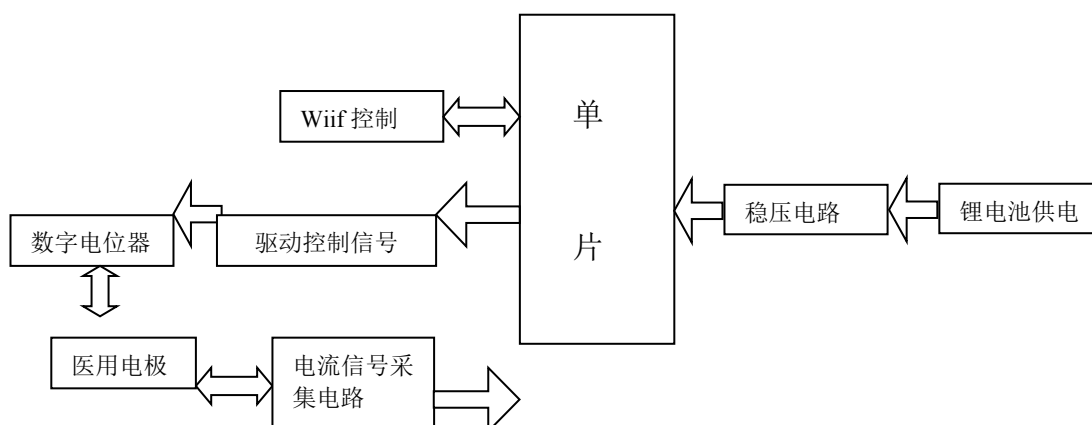 单
片
Wiif 控制
稳压电路
锂电池供电
数字电位器
驱动控制信号
医用电极
电流信号采
集电路